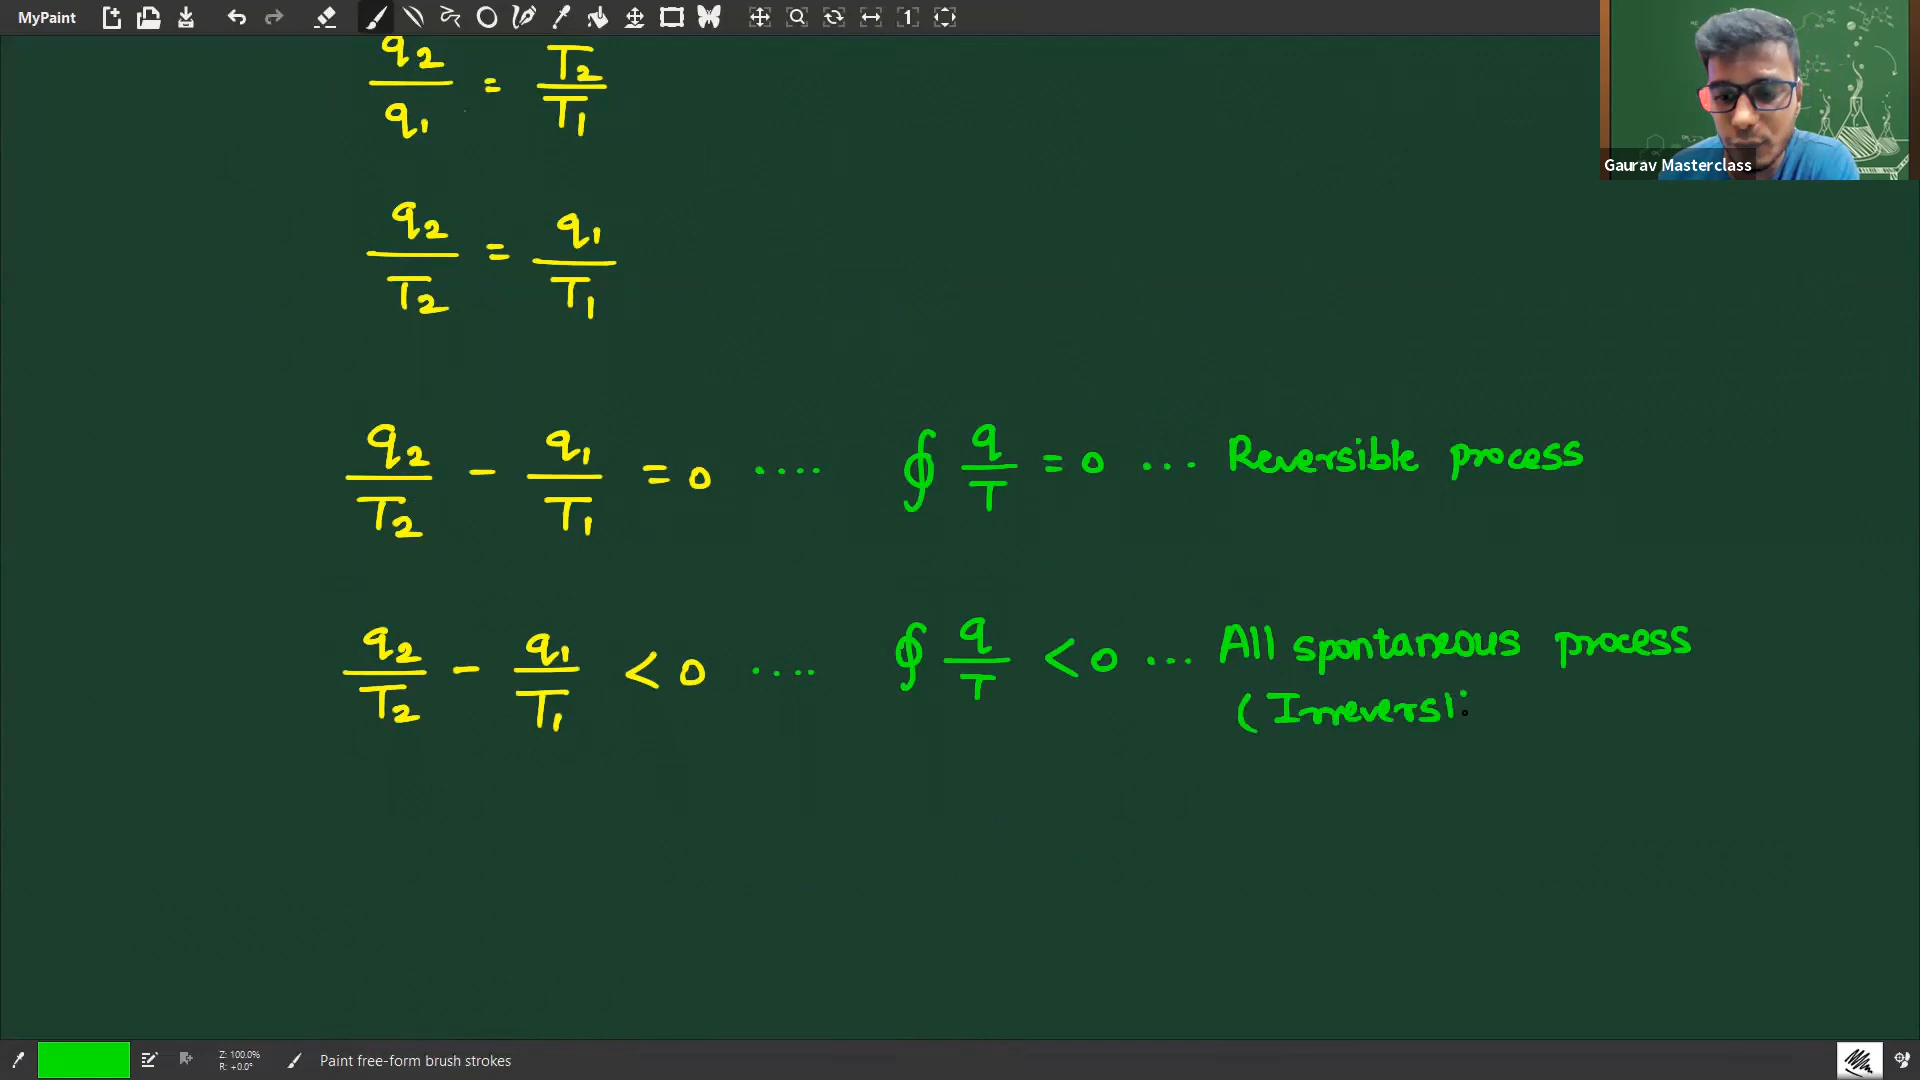 MyPaint
1
Gaurav Masterclass
q2/q1 = T2/T1
q2/T2 = q1/T1
q2/T2 - q1/T1 = 0 .... ∮ q/T = 0 ... Reversible process
q2/T2 - q1/T1 < 0 .... ∮ q/T < 0 ... All spontaneous process
(Irreversi
Z: 100.0%
R: +0.0°
Paint free-form brush strokes